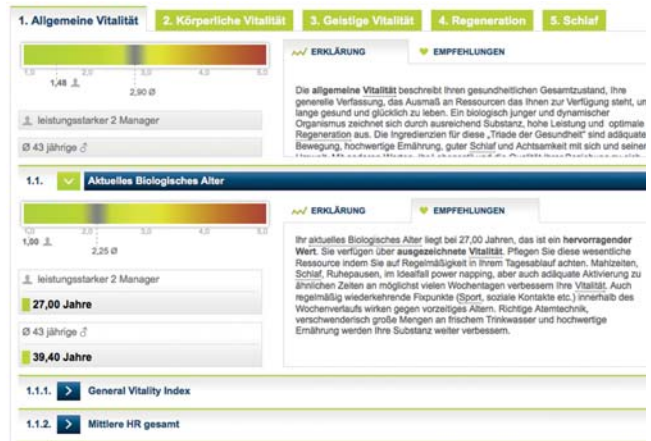 1. Allgemeine Vitalität
2. Körperliche Vitalität
3. Geistige Vitalität
4. Regeneration
5. Schlaf
1,0 2,0 3,0 4,0 5,0
1,48
2,90 Ø
leistungsstarker 2 Manager
Ø 43 jährige ♂
ERKLÄRUNG
EMPFEHLUNGEN
Die allgemeine Vitalität beschreibt Ihren gesundheitlichen Gesamtzustand, Ihre
generelle Verfassung, das Ausmaß an Ressourcen das Ihnen zur Verfügung steht, um
lange gesund und glücklich zu leben. Ein biologisch junger und dynamischer
Organismus zeichnet sich durch ausreichend Substanz, hohe Leistung und optimale
Regeneration aus. Die Ingredienzien für diese „Triade der Gesundheit" sind adäquate
Bewegung, hochwertige Ernährung, guter Schlaf und Achtsamkeit mit sich und seiner
1.1. Aktuelles Biologisches Alter
1,0 2,0 3,0 4,0 5,0
1,00
2,25 Ø
leistungsstarker 2 Manager
27,00 Jahre
Ø 43 jährige ♂
39,40 Jahre
ERKLÄRUNG
EMPFEHLUNGEN
Ihr aktuelles Biologisches Alter liegt bei 27,00 Jahren, das ist ein hervorragender
Wert. Sie verfügen über ausgezeichnete Vitalität. Pflegen Sie diese wesentliche
Ressource indem Sie auf Regelmäßigkeit in Ihrem Tagesablauf achten. Mahlzeiten,
Schlaf, Ruhepausen, im Idealfall power napping, aber auch adäquate Aktivierung zu
ähnlichen Zeiten an möglichst vielen Wochentagen verbessern Ihre Vitalität. Auch
regelmäßig wiederkehrende Fixpunkte (Sport, soziale Kontakte etc.) innerhalb des
Wochenverlaufs wirken gegen vorzeitiges Altern. Richtige Atemtechnik,
verschwenderisch große Mengen an frischem Trinkwasser und hochwertige
Ernährung werden Ihre Substanz weiter verbessern.
1.1.1. General Vitality Index
1.1.2. Mittlere HR gesamt